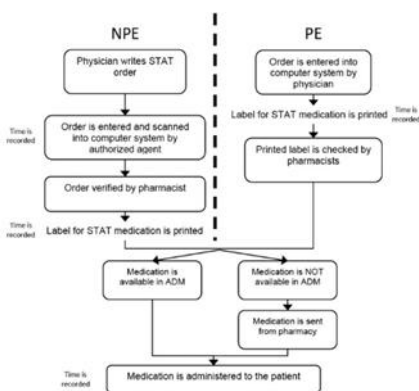 NPE
Physician writes STAT
order
Time is
recorded
Order is entered and scanned
into computer system by
authorized agent
Order verified by pharmacist
Time is
recorded
Label for STAT medication is printed
PE
Order is entered into
computer system by
physician
Label for STAT medication is printed
Time is
recorded
Printed label is checked by
pharmacists
Medication is
available in ADM
Medication is NOT
available in ADM
Medication is sent
from pharmacy
Time is
recorded
Medication is administered to the patient